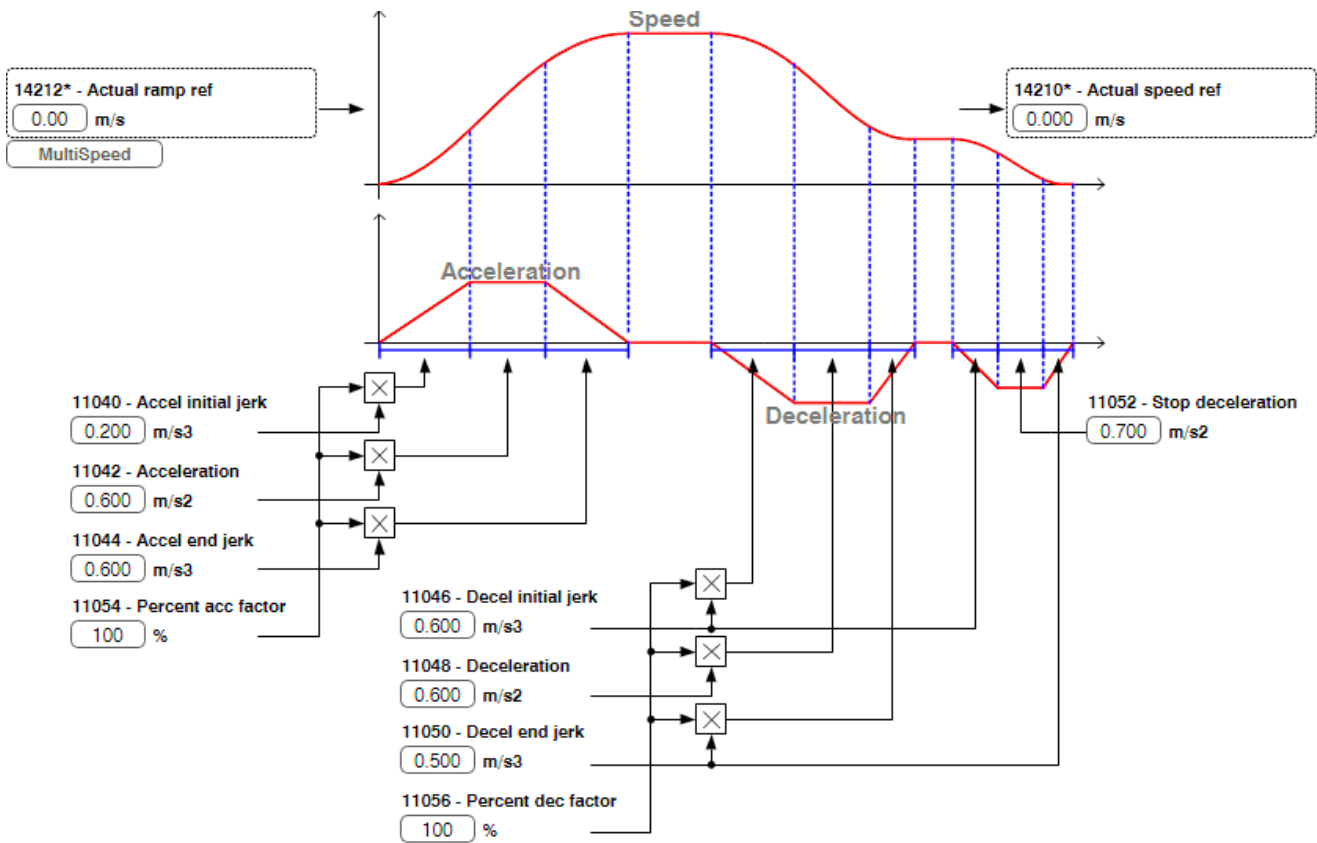 Speed
14212* - Actual ramp ref
0.00 m/s
MultiSpeed
14210* - Actual speed ref
0.000 m/s
Acceleration
Deceleration
11040 - Accel initial jerk
0.200 m/s3
11042 - Acceleration
0.600 m/s2
11044 - Accel end jerk
0.600 m/s3
11054 - Percent acc factor
100 %
11052 - Stop deceleration
0.700 m/s2
11046 - Decel initial jerk
0.600 m/s3
11048 - Deceleration
0.600 m/s2
11050 - Decel end jerk
0.500 m/s3
11056 - Percent dec factor
100 %